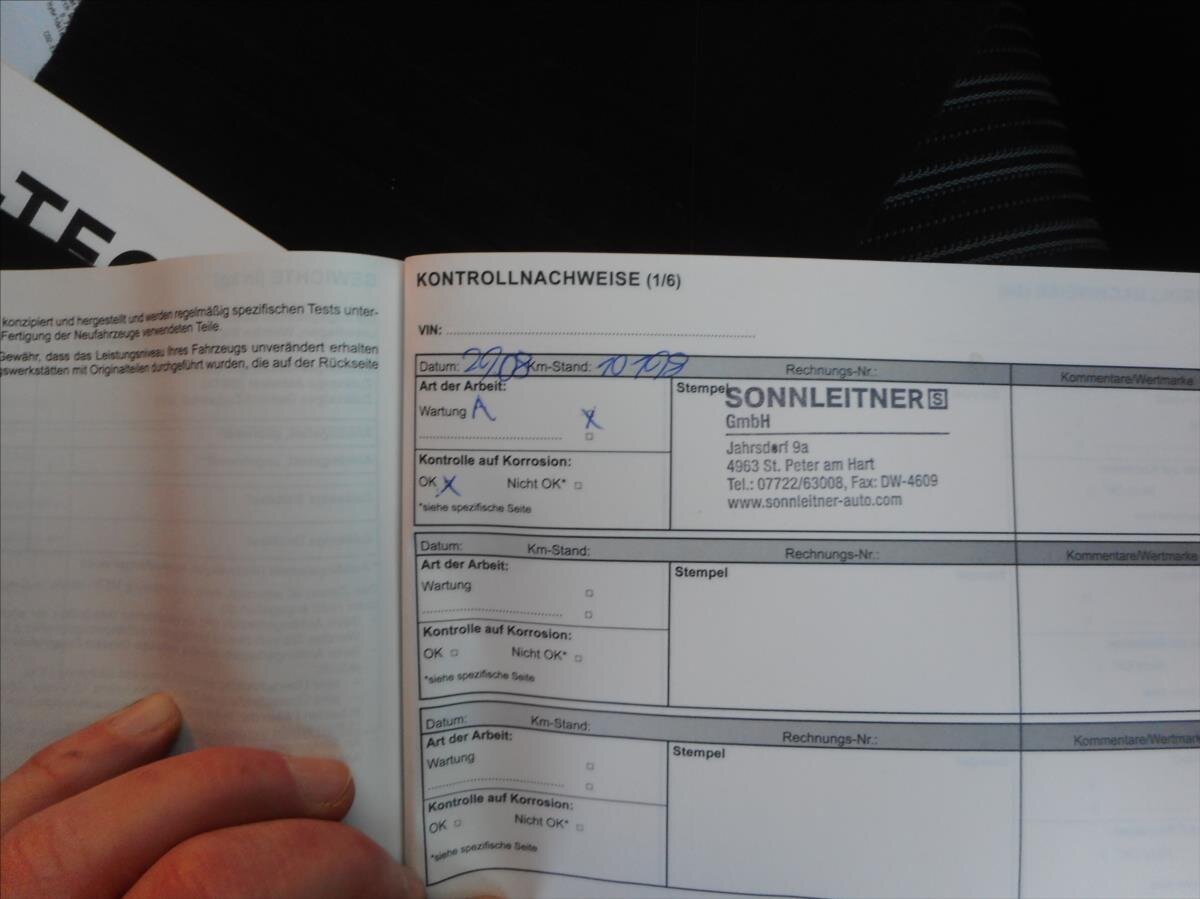 konzipiert und hergestellt und werden regelmäßig spezifischen Tests unter-
Fertigung der Neufahrzeuge verwendeten Teile.
Gewähr, dass das Leistungsniveau Ihres Fahrzeugs unverändert erhalten
swerkstätten mit Originalteilen durchgeführt wurden, die auf der Rückseite
KONTROLLNACHWEISE (1/6)
VIN:
Datum: Km-Stand: Rechnungs-Nr.: Kommentare/Wertmarke
Art der Arbeit:
Wartung A X
Kontrolle auf Korrosion:
OK X Nicht OK*
*siehe spezifische Seite
Stempel
SONNLEITNER S
GmbH
Jahrsdorf 9a
4963 St. Peter am Hart
Tel.: 07722/63008, Fax: DW-4609
www.sonnleitner-auto.com
Datum: Km-Stand: Rechnungs-Nr.: Kommentare/Wertmarke
Art der Arbeit:
Wartung
Kontrolle auf Korrosion:
OK Nicht OK*
*siehe spezifische Seite
Stempel
Datum: Km-Stand: Rechnungs-Nr.: Kommentare/Wertmarke
Art der Arbeit:
Wartung
Kontrolle auf Korrosion:
OK Nicht OK*
*siehe spezifische Seite
Stempel